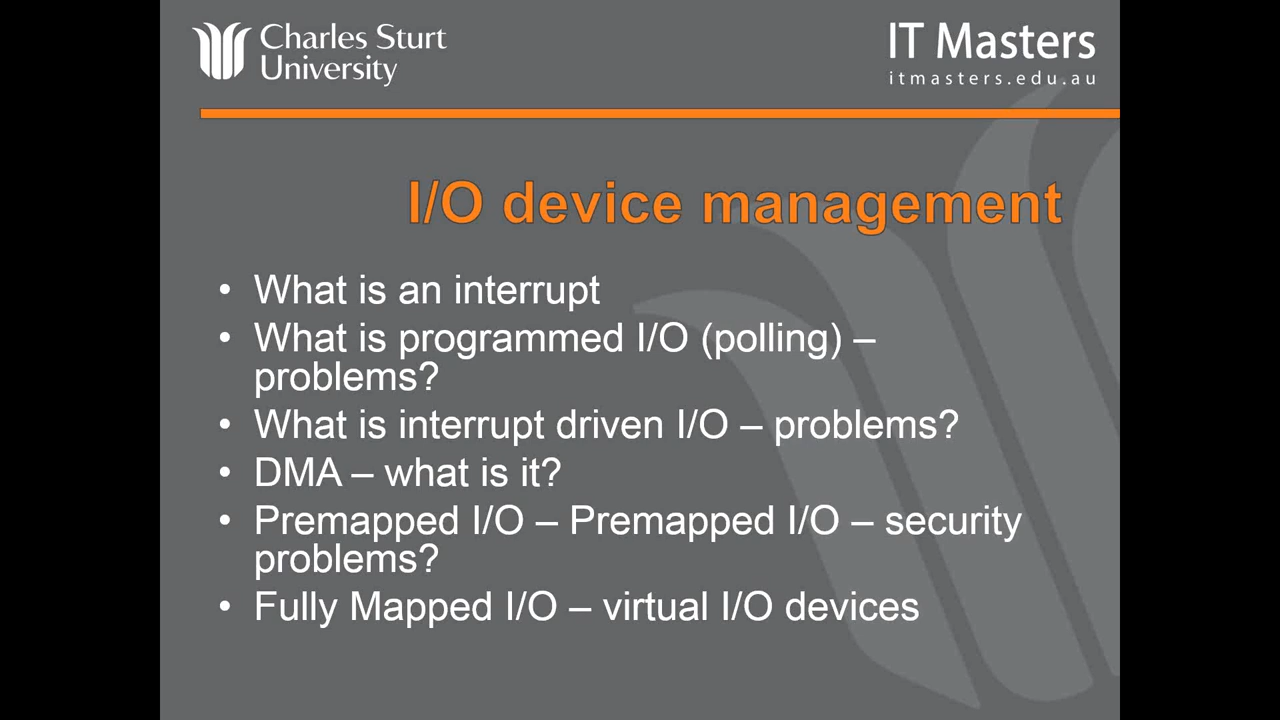 Charles Sturt
University
IT Masters
itmasters.edu.au
I/O device management
• What is an interrupt
• What is programmed I/O (polling) –
problems?
• What is interrupt driven I/O – problems?
• DMA – what is it?
• Premapped I/O – Premapped I/O – security
problems?
• Fully Mapped I/O – virtual I/O devices